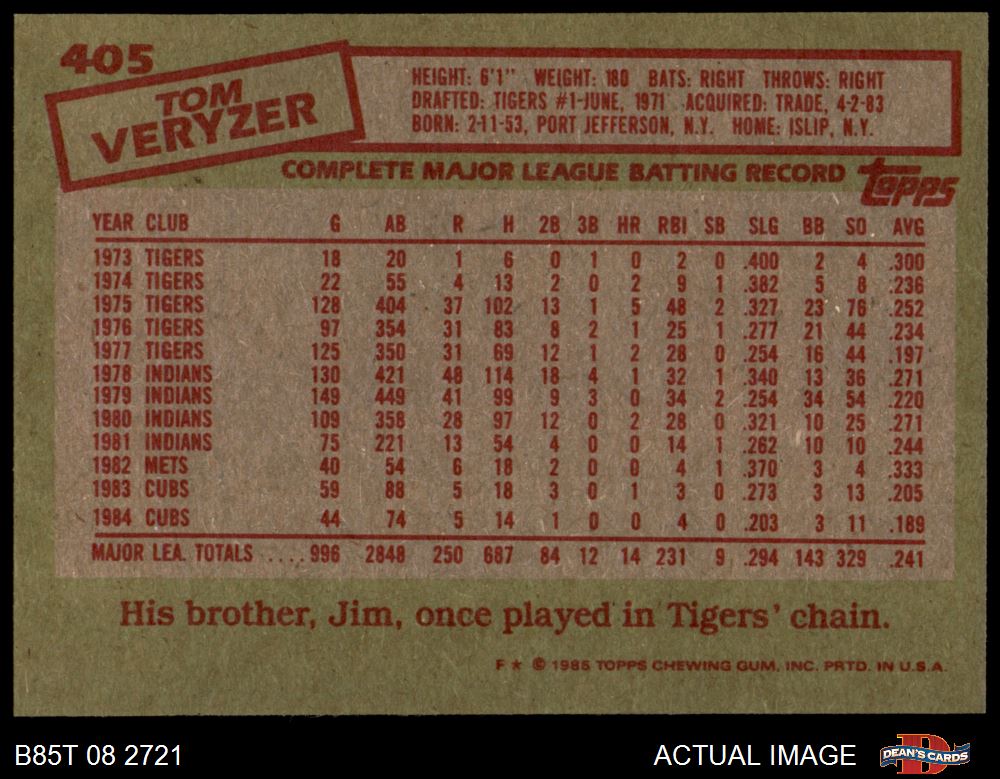 405
TOM
VERYZER
HEIGHT: 6'1" WEIGHT: 180 BATS: RIGHT THROWS: RIGHT
DRAFTED: TIGERS #1-JUNE, 1971 ACQUIRED: TRADE, 4-2-83
BORN: 2-11-53, PORT JEFFERSON, N.Y. HOME: ISLIP, N.Y.
COMPLETE MAJOR LEAGUE BATTING RECORD
topps
YEAR CLUB G AB R H 2B 3B HR RBI SB SLG BB SO AVG
1973 TIGERS 18 20 1 6 0 1 0 2 0 .400 2 4 .300
1974 TIGERS 22 55 4 13 2 0 2 9 1 .382 5 8 .236
1975 TIGERS 128 404 37 102 13 1 5 48 2 .327 23 76 .252
1976 TIGERS 97 354 31 83 8 2 1 25 1 .277 21 44 .234
1977 TIGERS 125 350 31 69 12 1 2 28 0 .254 16 44 .197
1978 INDIANS 130 421 48 114 18 4 1 32 1 .340 13 36 .271
1979 INDIANS 149 449 41 99 9 3 0 34 2 .254 34 54 .220
1980 INDIANS 109 358 28 97 12 0 2 28 0 .321 10 25 .271
1981 INDIANS 75 221 13 54 4 0 0 14 1 .262 10 10 .244
1982 METS 40 54 6 18 2 0 0 4 1 .370 3 4 .333
1983 CUBS 59 88 5 18 3 0 1 3 0 .273 3 13 .205
1984 CUBS 44 74 5 14 1 0 0 4 0 .203 3 11 .189
MAJOR LEA. TOTALS ....996 2848 250 687 84 12 14 231 9 .294 143 329 .241
His brother, Jim, once played in Tigers' chain.
F★ © 1985 TOPPS CHEWING GUM, INC. PRTD. IN U.S.A.
B85T 08 2721
ACTUAL IMAGE
DEAN'S CARDS